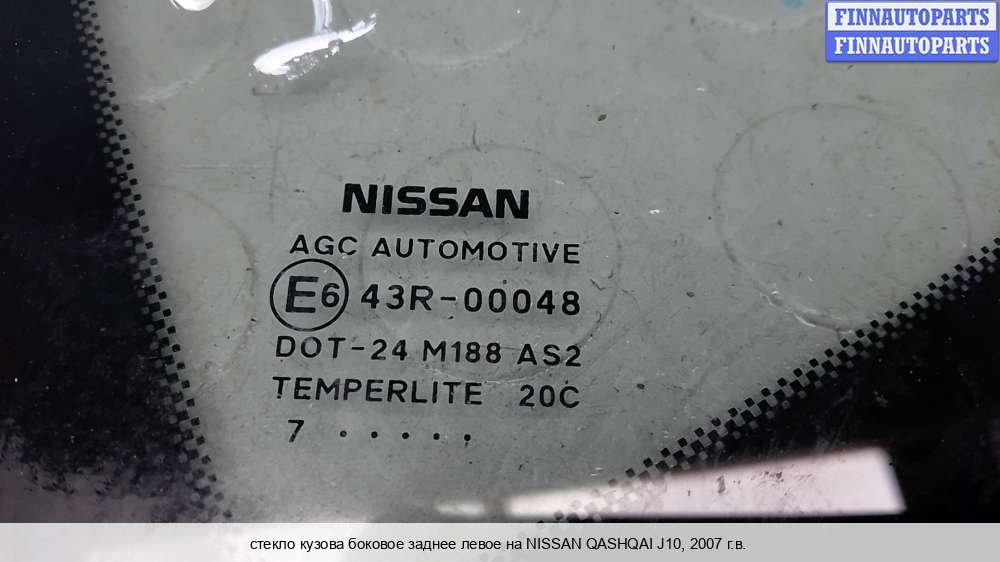 FINNAUTOPARTS
FINNAUTOPARTS
NISSAN
AGC AUTOMOTIVE
E6 43R-00048
DOT-24 M188 AS2
TEMPERLITE 20C
7 . . . . .
стекло кузова боковое заднее левое на NISSAN QASHQAI J10, 2007 г.в.